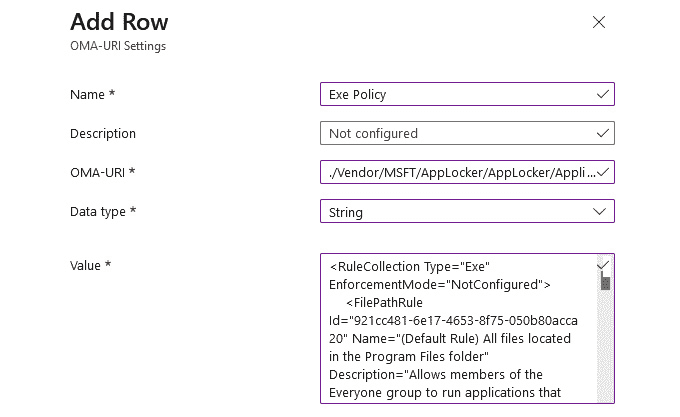 Add Row
OMA-URI Settings
Name *
Exe Policy
Description
Not configured
OMA-URI *
./Vendor/MSFT/AppLocker/AppLocker/Appli ...
Data type *
String
Value *
<RuleCollection Type="Exe"
EnforcementMode="NotConfigured">
<FilePathRule
Id="921cc481-6e17-4653-8f75-050b80acca
20" Name="(Default Rule) All files located
in the Program Files folder"
Description="Allows members of the
Everyone group to run applications that